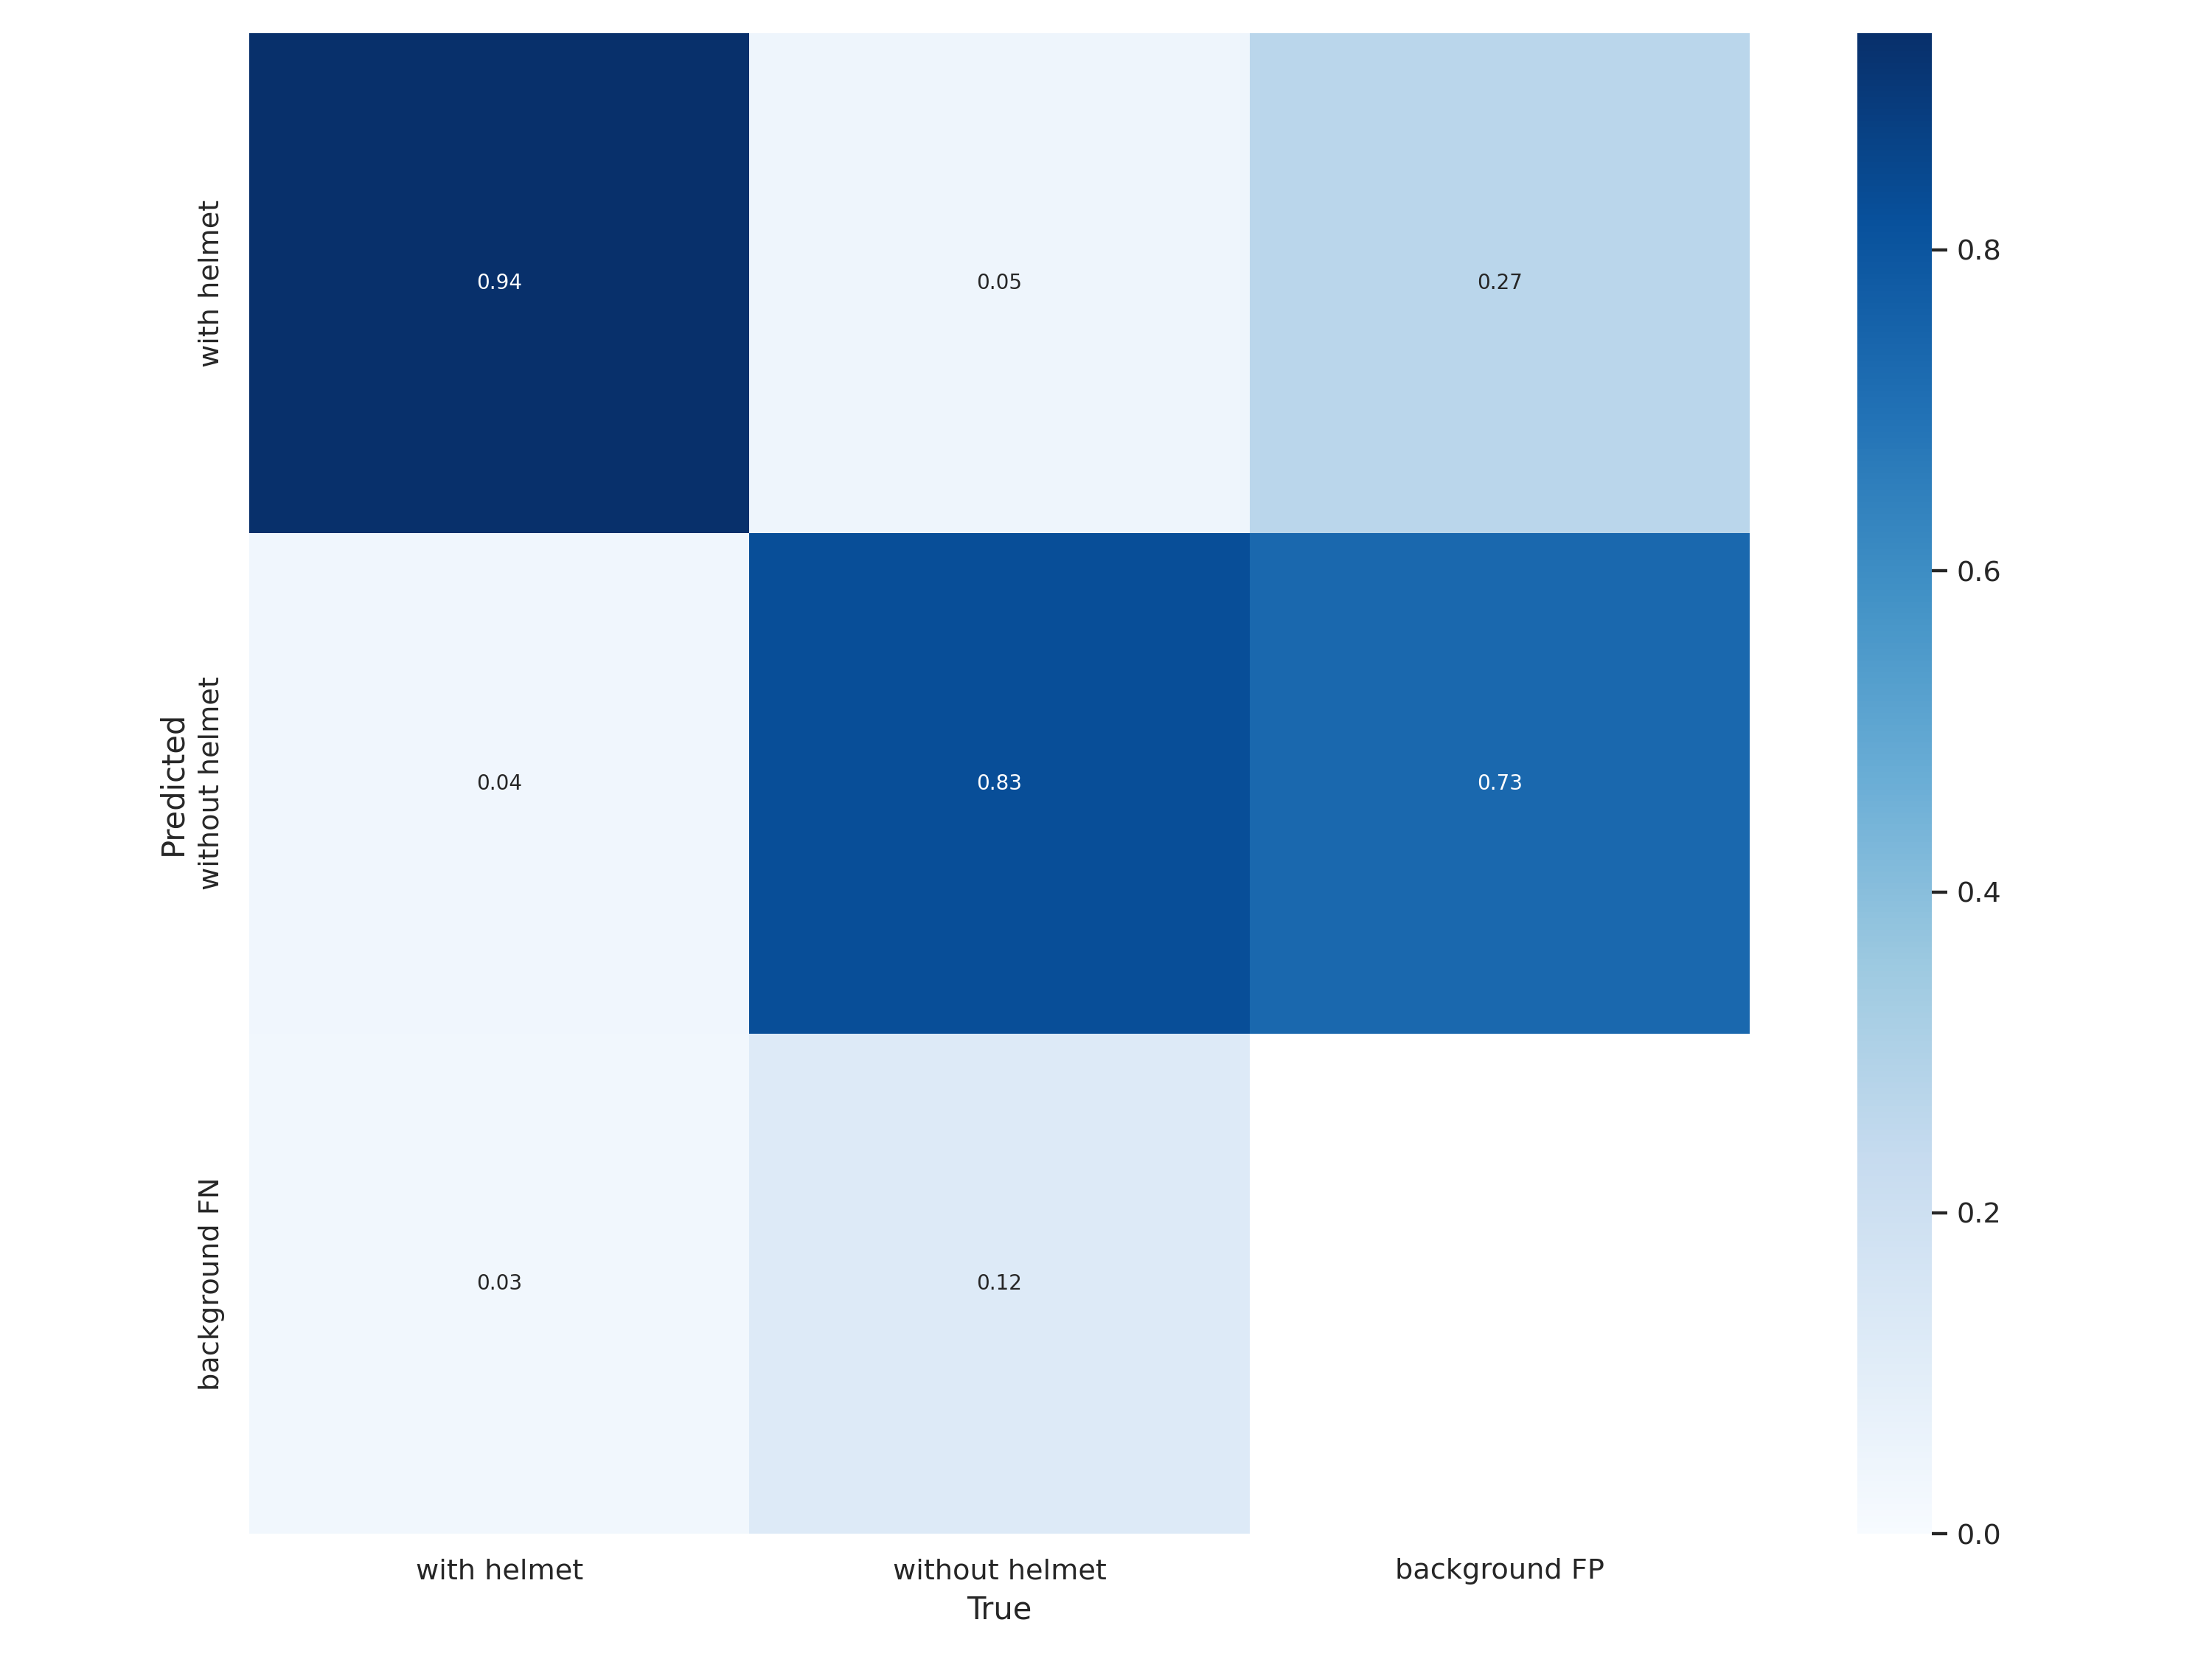 with helmet
0.94
0.05
0.27
Predicted
without helmet
0.04
0.83
0.73
background FN
0.03
0.12
with helmet
without helmet
background FP
True
0.8
0.6
0.4
0.2
0.0